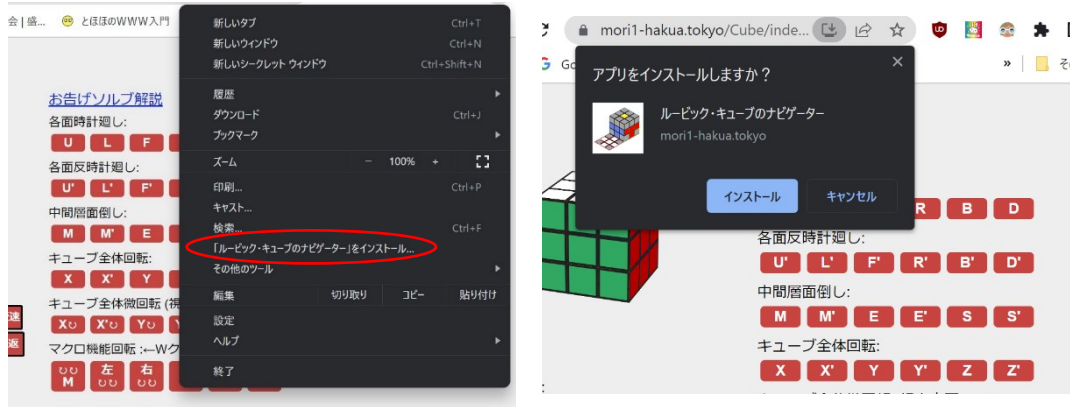 会 | 盛... とほほのWWW入門
お告げソルブ解説
各面時計廻し:
U L F
各面反時計廻し:
U' L' F'
中間層面倒し:
M M' E
キューブ全体回転:
X X' Y
キューブ全体微回転 (視
X↻ X'↻ Y↻
マクロ機能回転 :←Wク
M 左 右
速
返
新しいタブ Ctrl+T
新しいウィンドウ Ctrl+N
新しいシークレット ウィンドウ Ctrl+Shift+N
履歴
ダウンロード Ctrl+J
ブックマーク
ズーム − 100% +
印刷... Ctrl+P
キャスト...
検索... Ctrl+F
「ルービック・キューブのナビゲーター」をインストール...
その他のツール
編集 切り取り コピー 貼り付け
設定
ヘルプ
終了
mori1-hakua.tokyo/Cube/inde...
G Go » その
アプリをインストールしますか？
ルービック・キューブのナビゲーター
mori1-hakua.tokyo
インストール キャンセル
R B D
各面反時計廻し:
U' L' F' R' B' D'
中間層面倒し:
M M' E E' S S'
キューブ全体回転:
X X' Y Y' Z Z'